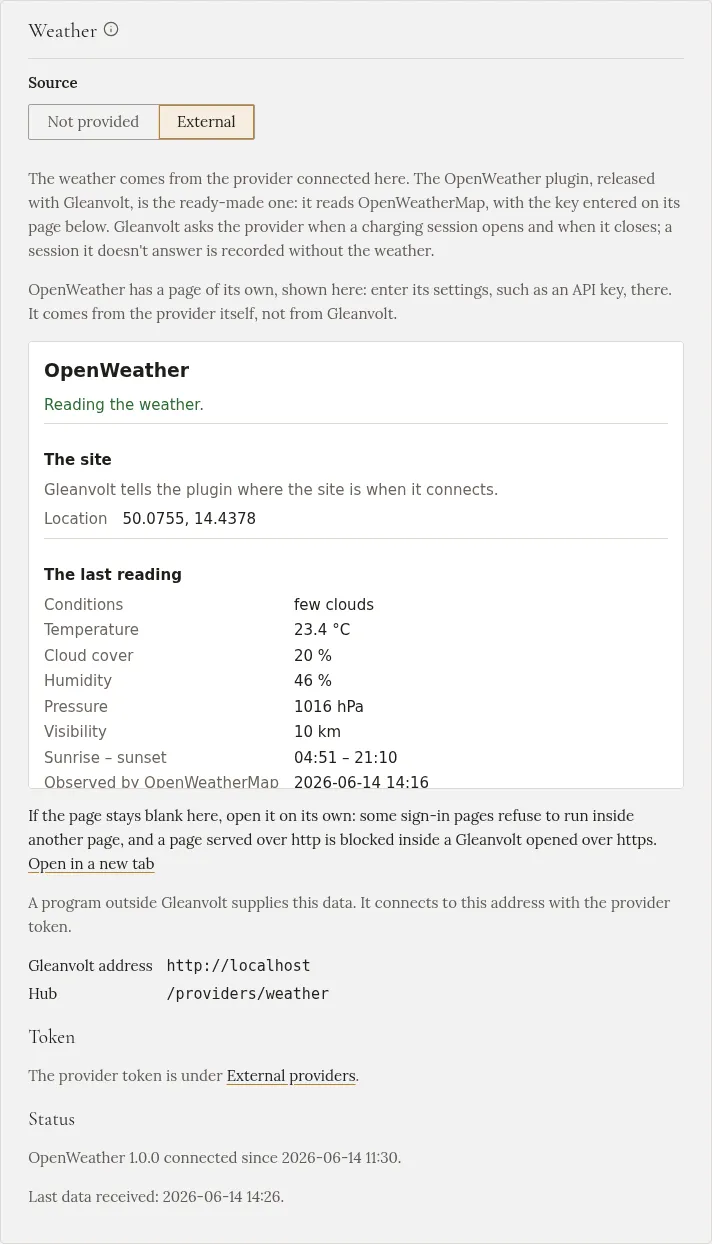 Weather
Source
Not provided External
The weather comes from the provider connected here. The OpenWeather plugin, released
with Gleanvolt, is the ready-made one: it reads OpenWeatherMap, with the key entered on its
page below. Gleanvolt asks the provider when a charging session opens and when it closes; a
session it doesn't answer is recorded without the weather.
OpenWeather has a page of its own, shown here: enter its settings, such as an API key, there.
It comes from the provider itself, not from Gleanvolt.
OpenWeather
Reading the weather.
The site
Gleanvolt tells the plugin where the site is when it connects.
Location 50.0755, 14.4378
The last reading
Conditions few clouds
Temperature 23.4 °C
Cloud cover 20 %
Humidity 46 %
Pressure 1016 hPa
Visibility 10 km
Sunrise – sunset 04:51 – 21:10
Observed by OpenWeatherMap 2026-06-14 14:16
If the page stays blank here, open it on its own: some sign-in pages refuse to run inside
another page, and a page served over http is blocked inside a Gleanvolt opened over https.
Open in a new tab
A program outside Gleanvolt supplies this data. It connects to this address with the provider
token.
Gleanvolt address http://localhost
Hub /providers/weather
Token
The provider token is under External providers.
Status
OpenWeather 1.0.0 connected since 2026-06-14 11:30.
Last data received: 2026-06-14 14:26.